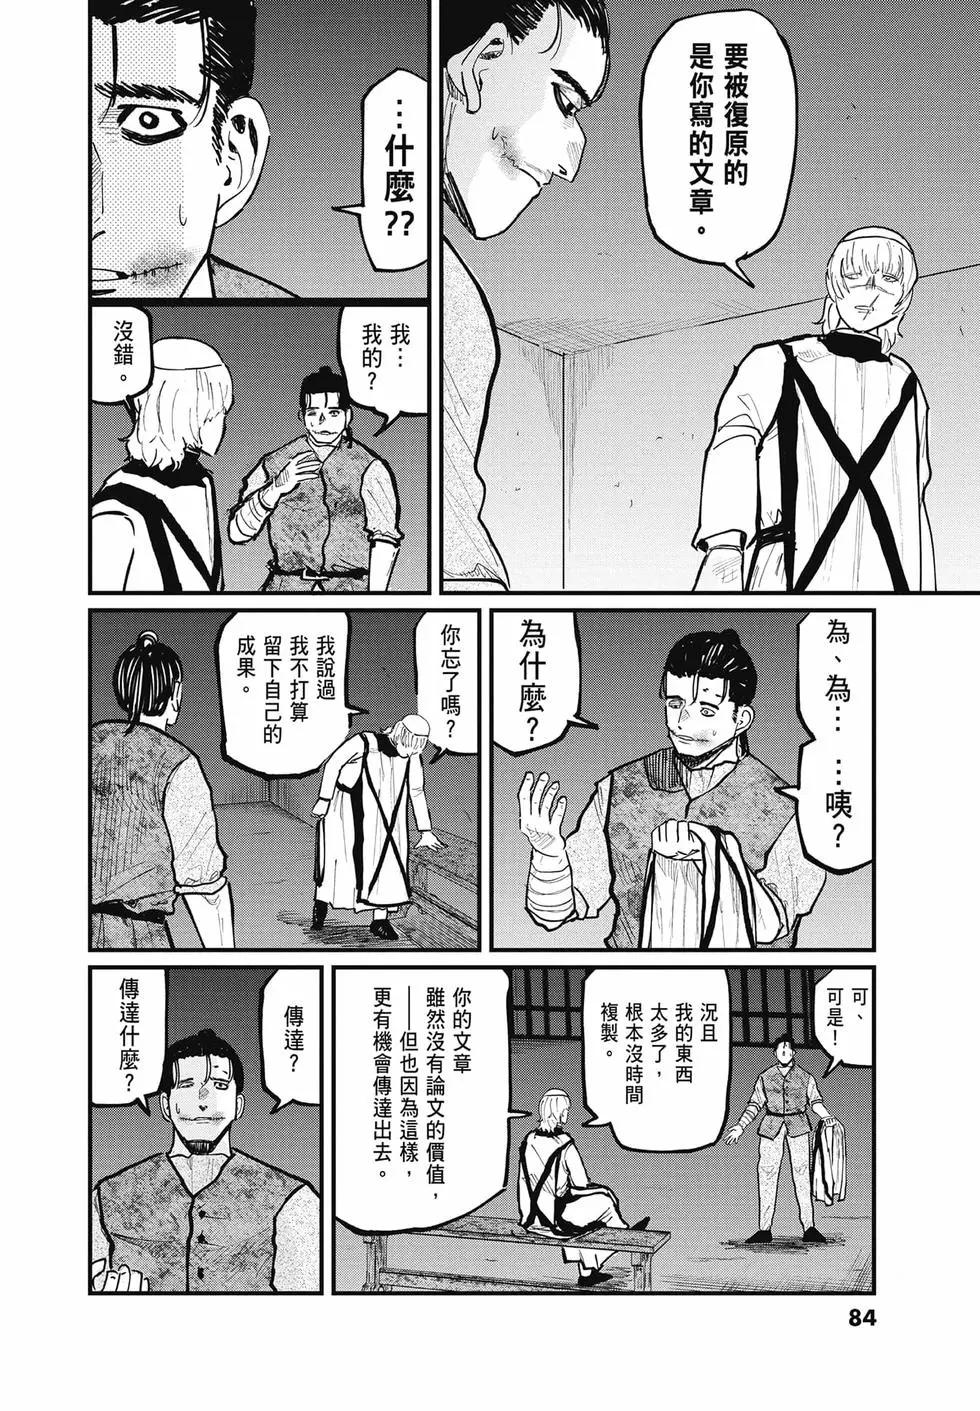 要被復原的
是你寫的文章。
…什麼??
我…
我的？
沒錯。
為、為…
…咦？
為什麼？
你忘了嗎？
我說過
我不打算
留下自己的
成果。
可、
可是！
況且
我的東西
太多了，
根本沒時間
複製。
你的文章
雖然沒有論文的價值，
——但也因為這樣，
更有機會傳達出去。
傳達？
傳達什麼？
84